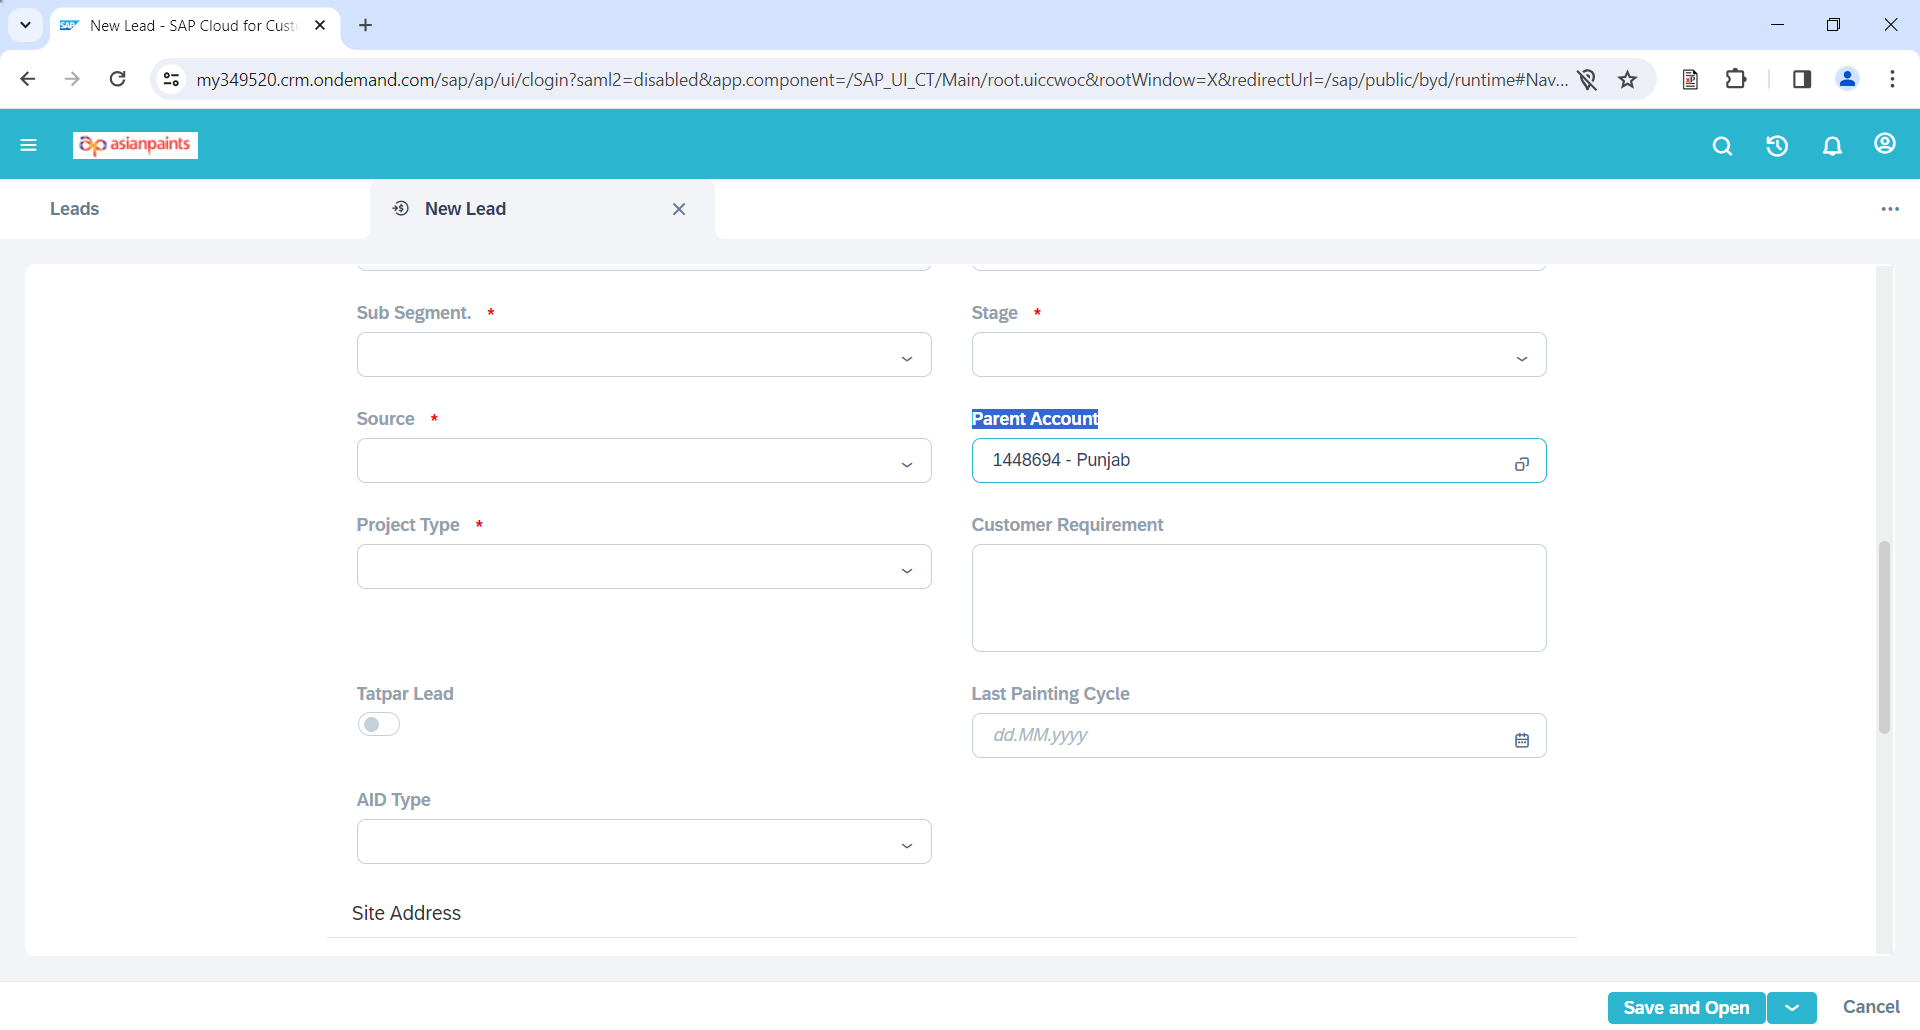 SAP New Lead - SAP Cloud for Cust
my349520.crm.ondemand.com/sap/ap/ui/clogin?saml2=disabled&app.component=/SAP_UI_CT/Main/root.uiccwoc&rootWindow=X&redirectUrl=/sap/public/byd/runtime#Nav...
ap asianpaints
Leads
New Lead
Sub Segment. *
Stage *
Source *
Parent Account
1448694 - Punjab
Project Type *
Customer Requirement
Tatpar Lead
Last Painting Cycle
dd.MM.yyyy
AID Type
Site Address
Save and Open
Cancel